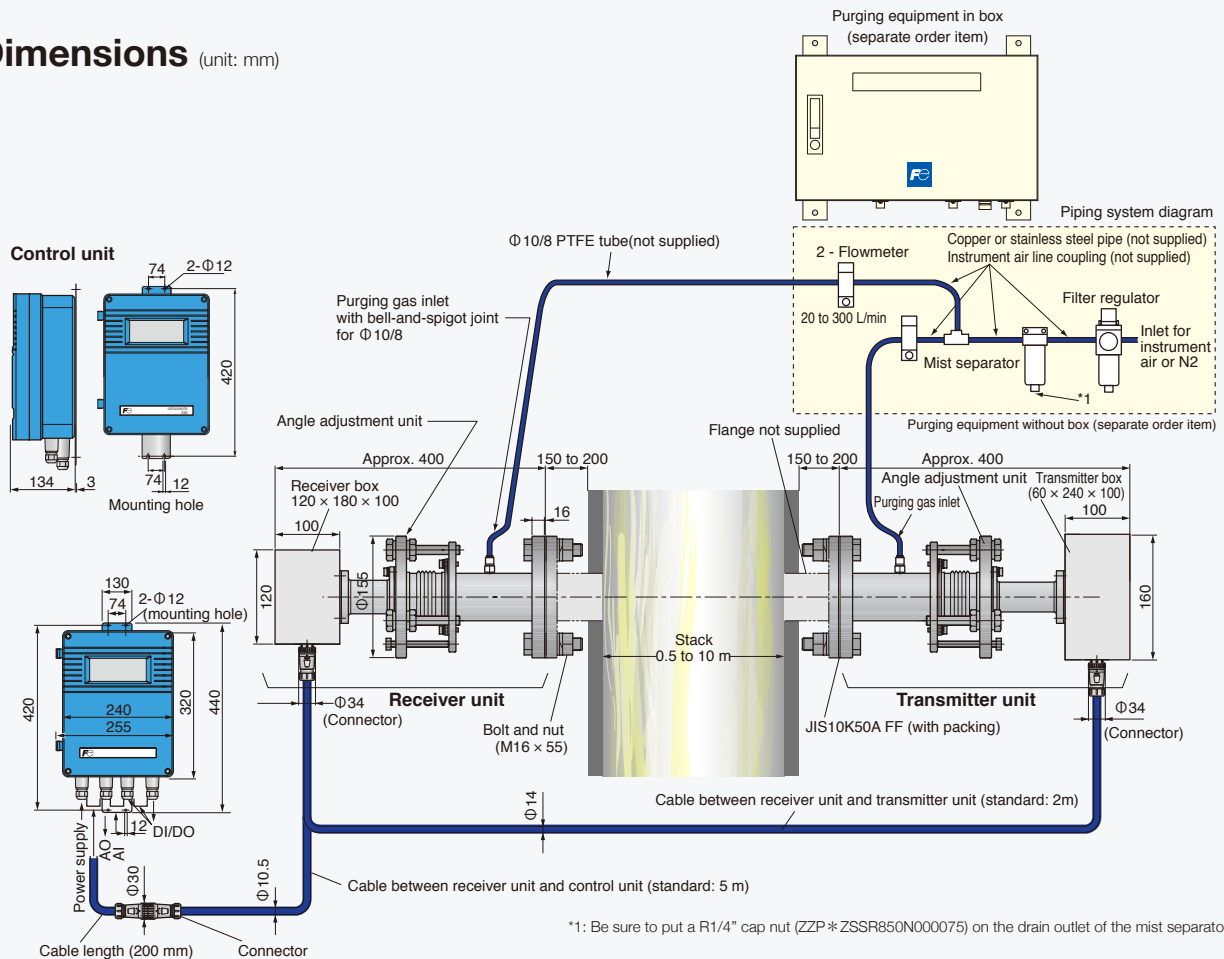 Dimensions (unit: mm)
Purging equipment in box
(separate order item)
Fe
Piping system diagram
Φ10/8 PTFE tube(not supplied)
2 - Flowmeter
Copper or stainless steel pipe (not supplied)
Instrument air line coupling (not supplied)
Filter regulator
20 to 300 L/min
Mist separator
Inlet for
instrument
air or N2
*1
Purging equipment without box (separate order item)
Control unit
74
2-Φ12
420
Fe
134
3
74
12
Mounting hole
Purging gas inlet
with bell-and-spigot joint
for Φ10/8
Angle adjustment unit
Flange not supplied
Approx. 400
150 to 200
150 to 200
Approx. 400
Receiver box
120 × 180 × 100
Angle adjustment unit
Transmitter box
(60 × 240 × 100)
Purging gas inlet
100
16
100
120
Φ155
160
Stack
0.5 to 10 m
Receiver unit
Transmitter unit
Φ34
(Connector)
Bolt and nut
(M16 × 55)
JIS10K50A FF (with packing)
Φ34
(Connector)
130
74
2-Φ12
(mounting hole)
420
320
440
240
255
Fe
12
DI/DO
Power supply
AO
AI
Φ30
Φ10.5
Φ14
Cable between receiver unit and transmitter unit (standard: 2m)
Cable between receiver unit and control unit (standard: 5 m)
Cable length (200 mm)
Connector
*1: Be sure to put a R1/4" cap nut (ZZP＊ZSSR850N000075) on the drain outlet of the mist separato